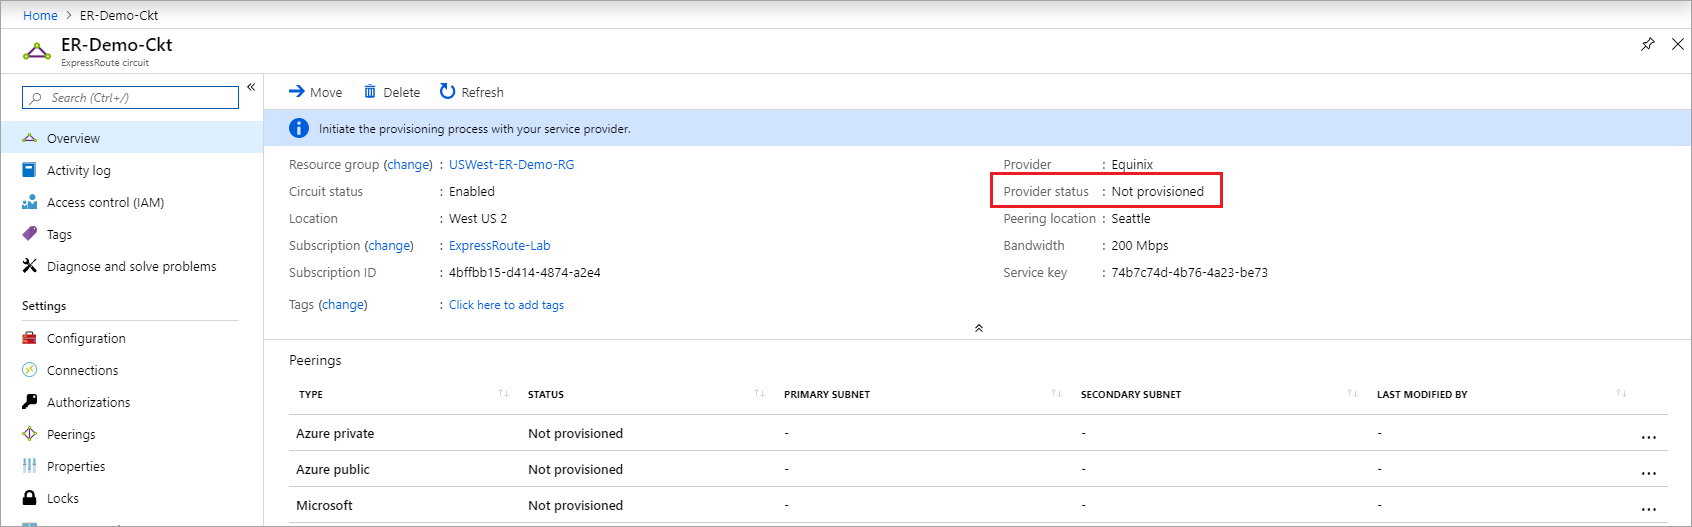 Home > ER-Demo-Ckt
ER-Demo-Ckt
ExpressRoute circuit
Search (Ctrl+/)
«
Overview
Activity log
Access control (IAM)
Tags
Diagnose and solve problems
Settings
Configuration
Connections
Authorizations
Peerings
Properties
Locks
Move Delete Refresh
Initiate the provisioning process with your service provider.
Resource group (change) : USWest-ER-Demo-RG
Circuit status : Enabled
Location : West US 2
Subscription (change) : ExpressRoute-Lab
Subscription ID : 4bffbb15-d414-4874-a2e4
Tags (change) : Click here to add tags
Provider : Equinix
Provider status : Not provisioned
Peering location : Seattle
Bandwidth : 200 Mbps
Service key : 74b7c74d-4b76-4a23-be73
Peerings
TYPE STATUS PRIMARY SUBNET SECONDARY SUBNET LAST MODIFIED BY
Azure private Not provisioned - - - ...
Azure public Not provisioned - - - ...
Microsoft Not provisioned - - - ...